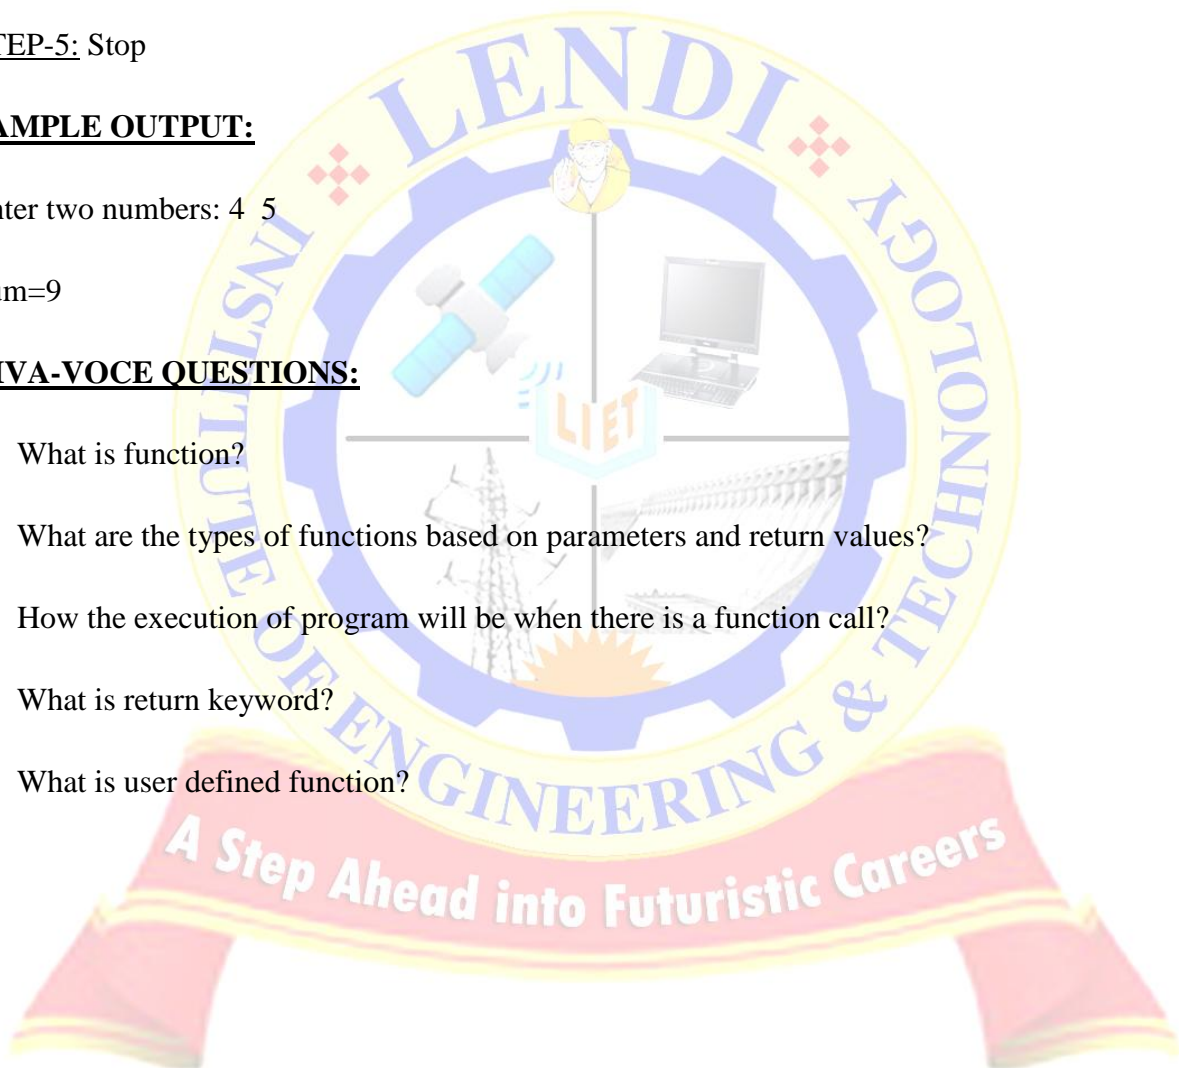 TEP-5: Stop
AMPLE OUTPUT:
nter two numbers: 4 5
um=9
IVA-VOCE QUESTIONS:
What is function?
What are the types of functions based on parameters and return values?
How the execution of program will be when there is a function call?
What is return keyword?
What is user defined function?
LENDI INSTITUTE OF ENGINEERING & TECHNOLOGY
LIET
A Step Ahead into Futuristic Careers